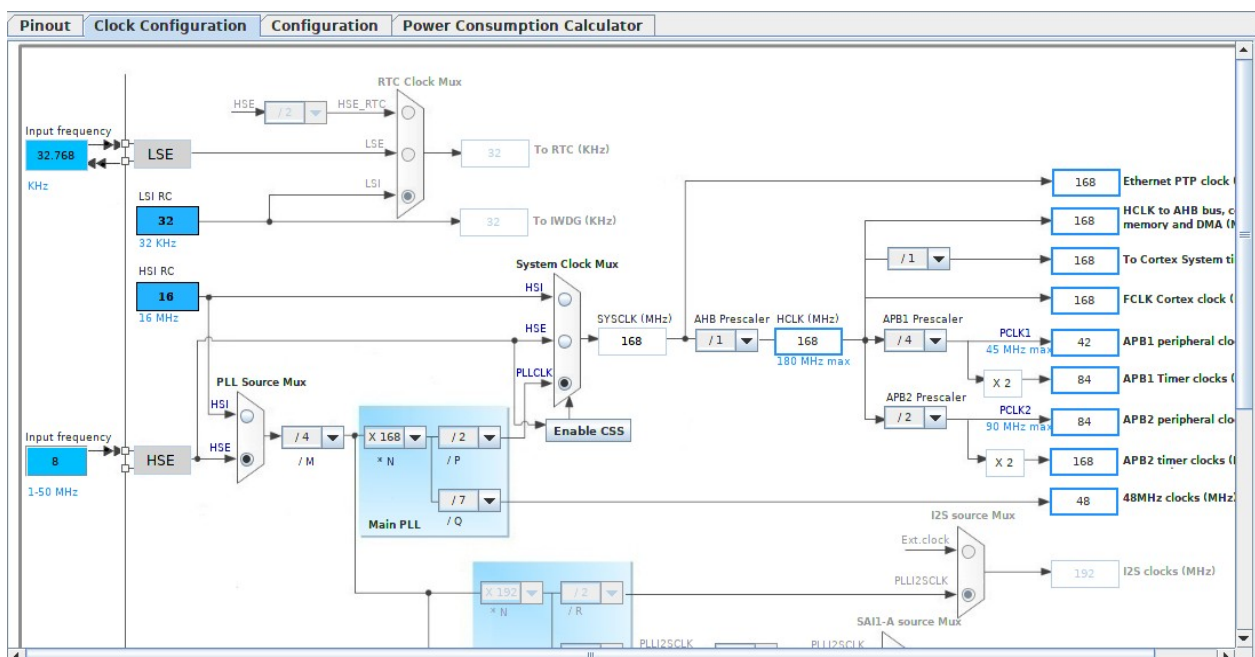 Pinout Clock Configuration Configuration Power Consumption Calculator
RTC Clock Mux
HSE / 2 HSE_RTC
Input frequency
32.768
KHz
LSE
LSE
32 To RTC (KHz)
LSI RC
32
32 KHz
LSI
32 To IWDG (KHz)
HSI RC
16
16 MHz
System Clock Mux
HSI
HSE
PLLCLK
SYSCLK (MHz)
168
AHB Prescaler
/ 1
HCLK (MHz)
168
180 MHz max
168 Ethernet PTP clock (
168 HCLK to AHB bus, c
memory and DMA (
/ 1 168 To Cortex System ti
168 FCLK Cortex clock (
APB1 Prescaler
/ 4
PCLK1
45 MHz max
42 APB1 peripheral clo
X 2 84 APB1 Timer clocks (
APB2 Prescaler
/ 2
PCLK2
90 MHz max
84 APB2 peripheral clo
X 2 168 APB2 timer clocks (
PLL Source Mux
HSI
HSE
Input frequency
8
1-50 MHz
HSE
/ 4
/ M
X 168
* N
/ 2
/ P
Enable CSS
/ 7
/ Q
Main PLL
48 48MHz clocks (MHz)
I2S source Mux
Ext.clock
PLLI2SCLK
192 I2S clocks (MHz)
X 192
* N
/ 2
/ R
SAI1-A source Mux
PLLI2SCLK PLLI2SCLK